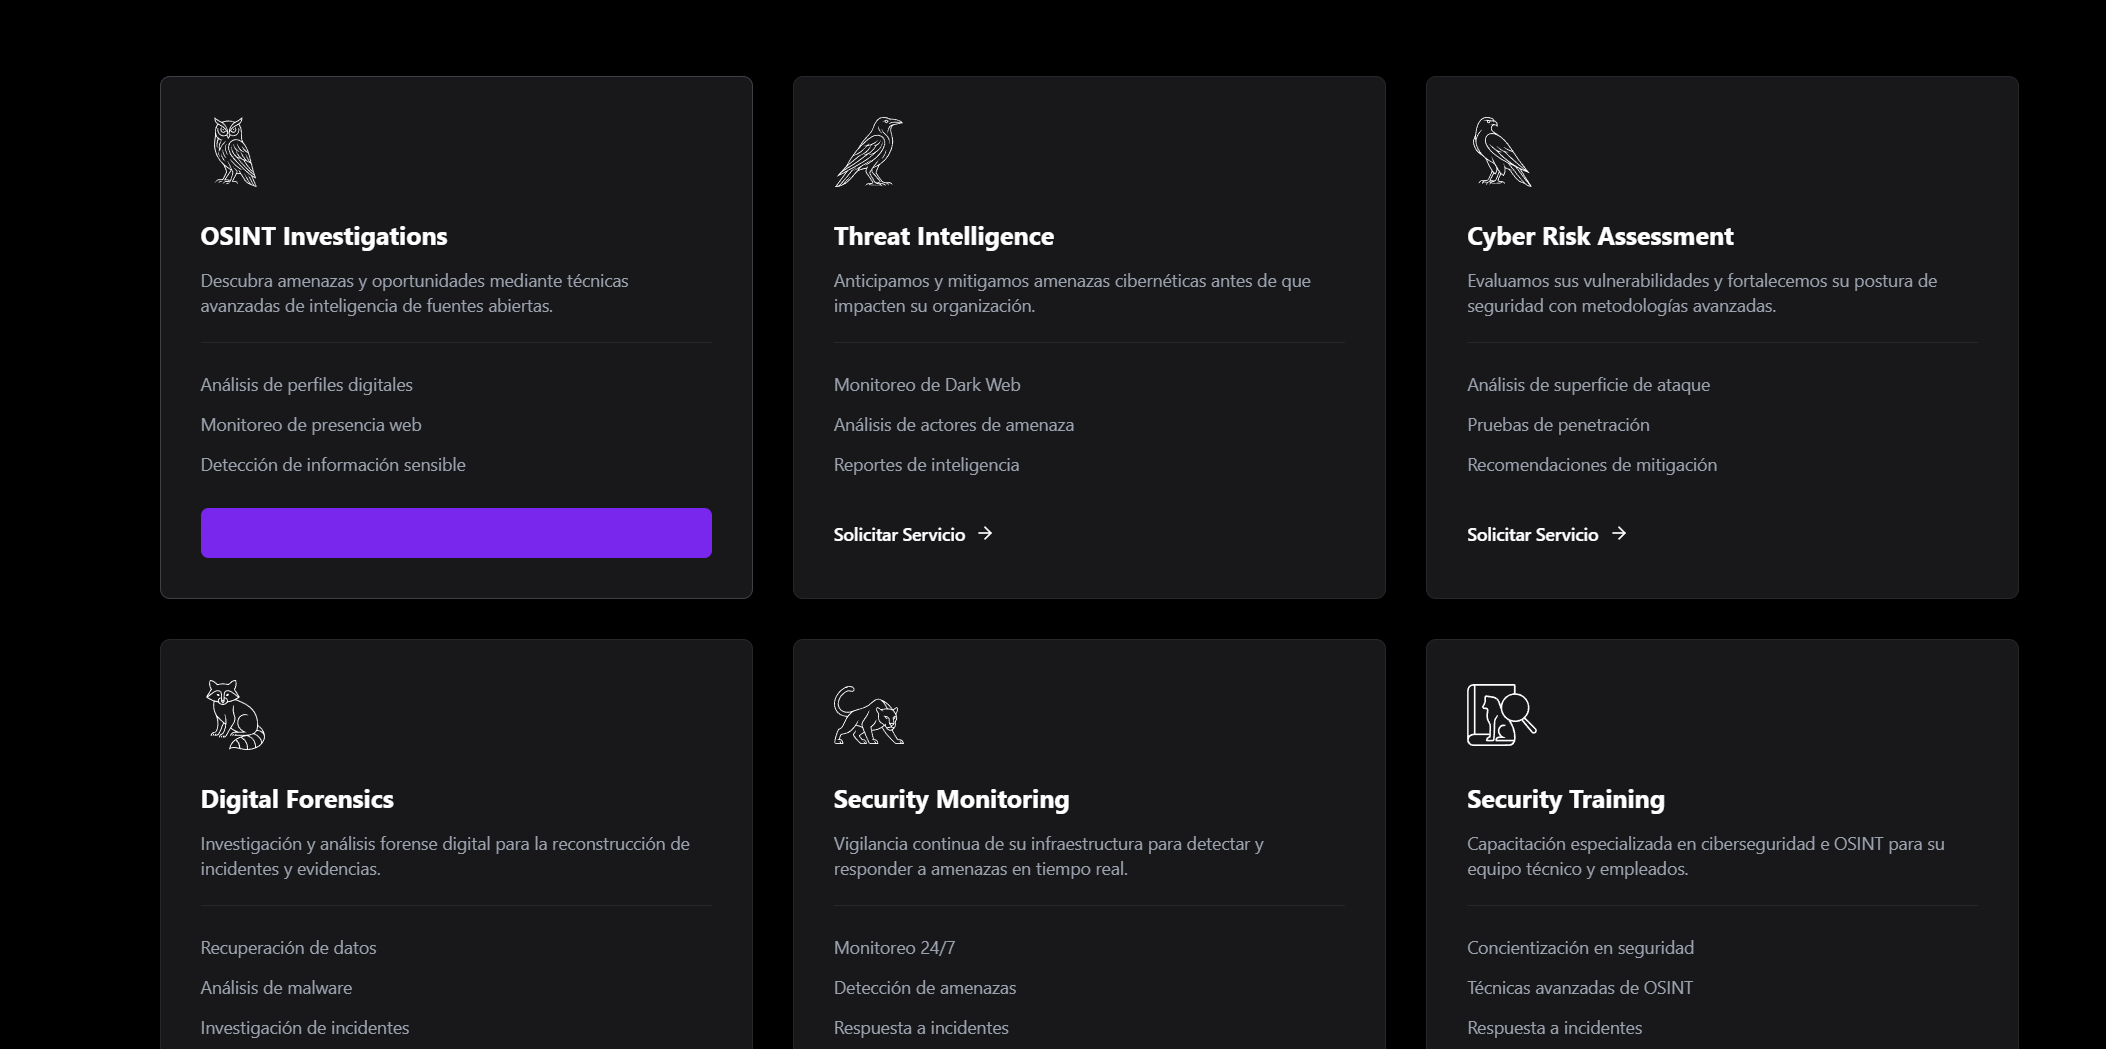 OSINT Investigations
Descubra amenazas y oportunidades mediante técnicas
avanzadas de inteligencia de fuentes abiertas.
Análisis de perfiles digitales
Monitoreo de presencia web
Detección de información sensible
Threat Intelligence
Anticipamos y mitigamos amenazas cibernéticas antes de que
impacten su organización.
Monitoreo de Dark Web
Análisis de actores de amenaza
Reportes de inteligencia
Solicitar Servicio →
Cyber Risk Assessment
Evaluamos sus vulnerabilidades y fortalecemos su postura de
seguridad con metodologías avanzadas.
Análisis de superficie de ataque
Pruebas de penetración
Recomendaciones de mitigación
Solicitar Servicio →
Digital Forensics
Investigación y análisis forense digital para la reconstrucción de
incidentes y evidencias.
Recuperación de datos
Análisis de malware
Investigación de incidentes
Security Monitoring
Vigilancia continua de su infraestructura para detectar y
responder a amenazas en tiempo real.
Monitoreo 24/7
Detección de amenazas
Respuesta a incidentes
Security Training
Capacitación especializada en ciberseguridad e OSINT para su
equipo técnico y empleados.
Concientización en seguridad
Técnicas avanzadas de OSINT
Respuesta a incidentes